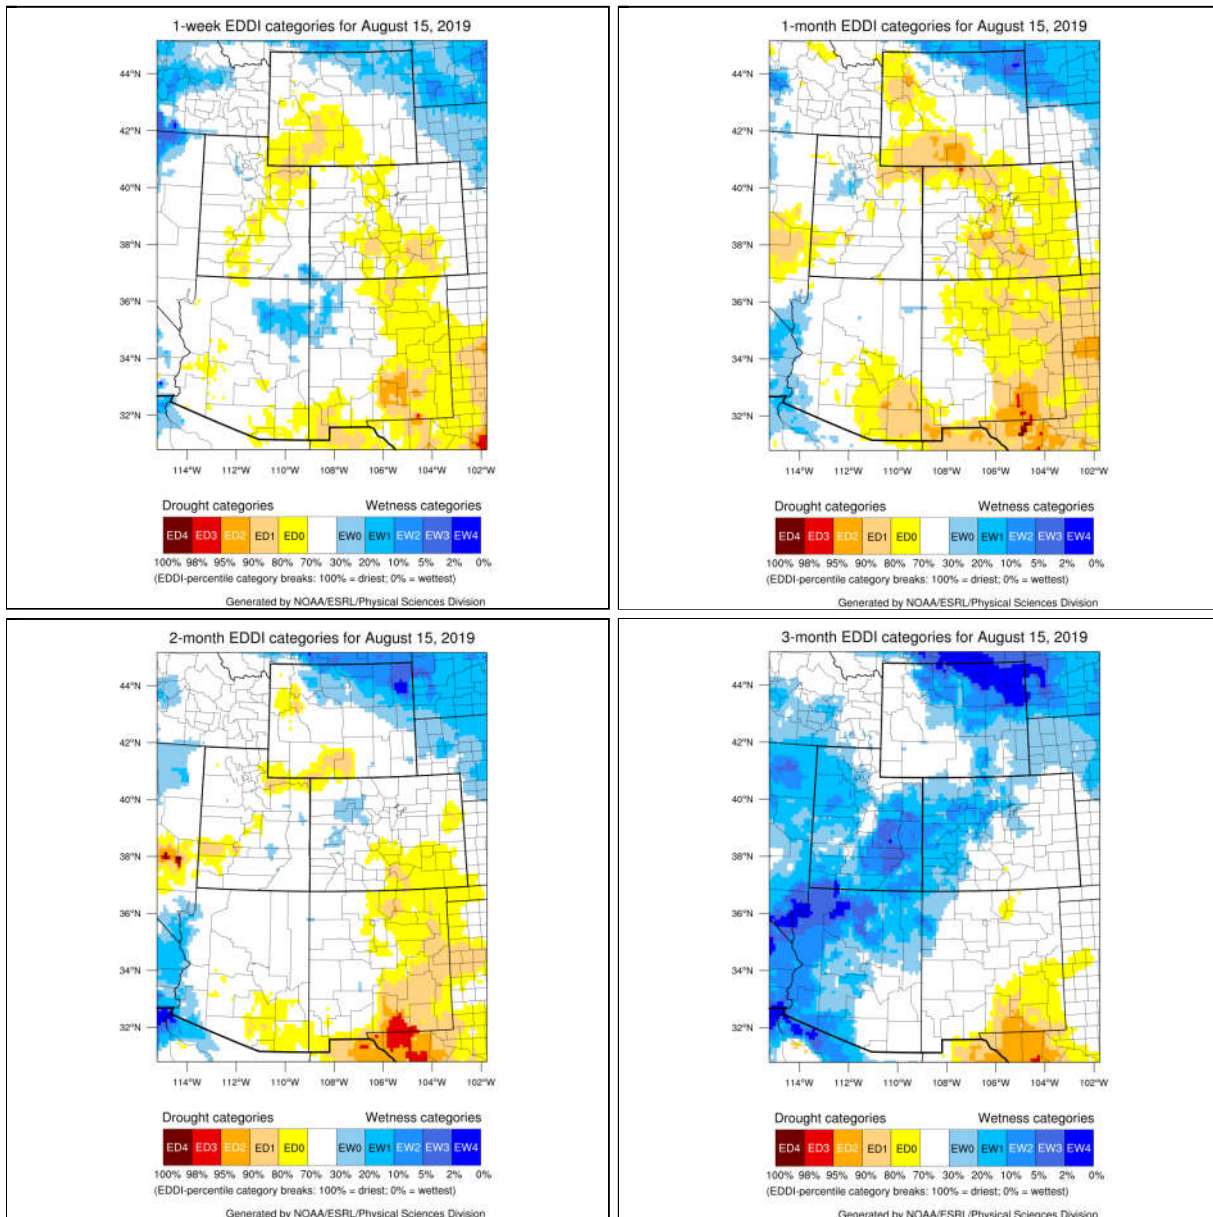 1-week EDDI categories for August 15, 2019
44°N
42°N
40°N
38°N
36°N
34°N
32°N
114°W 112°W 110°W 108°W 106°W 104°W 102°W
Drought categories Wetness categories
ED4 ED3 ED2 ED1 ED0 EW0 EW1 EW2 EW3 EW4
100% 98% 95% 90% 80% 70% 30% 20% 10% 5% 2% 0%
(EDDI-percentile category breaks: 100% = driest; 0% = wettest)
Generated by NOAA/ESRL/Physical Sciences Division
1-month EDDI categories for August 15, 2019
44°N
42°N
40°N
38°N
36°N
34°N
32°N
114°W 112°W 110°W 108°W 106°W 104°W 102°W
Drought categories Wetness categories
ED4 ED3 ED2 ED1 ED0 EW0 EW1 EW2 EW3 EW4
100% 98% 95% 90% 80% 70% 30% 20% 10% 5% 2% 0%
(EDDI-percentile category breaks: 100% = driest; 0% = wettest)
Generated by NOAA/ESRL/Physical Sciences Division
2-month EDDI categories for August 15, 2019
44°N
42°N
40°N
38°N
36°N
34°N
32°N
114°W 112°W 110°W 108°W 106°W 104°W 102°W
Drought categories Wetness categories
ED4 ED3 ED2 ED1 ED0 EW0 EW1 EW2 EW3 EW4
100% 98% 95% 90% 80% 70% 30% 20% 10% 5% 2% 0%
(EDDI-percentile category breaks: 100% = driest; 0% = wettest)
Generated by NOAA/ESRL/Physical Sciences Division
3-month EDDI categories for August 15, 2019
44°N
42°N
40°N
38°N
36°N
34°N
32°N
114°W 112°W 110°W 108°W 106°W 104°W 102°W
Drought categories Wetness categories
ED4 ED3 ED2 ED1 ED0 EW0 EW1 EW2 EW3 EW4
100% 98% 95% 90% 80% 70% 30% 20% 10% 5% 2% 0%
(EDDI-percentile category breaks: 100% = driest; 0% = wettest)
Generated by NOAA/ESRL/Physical Sciences Division